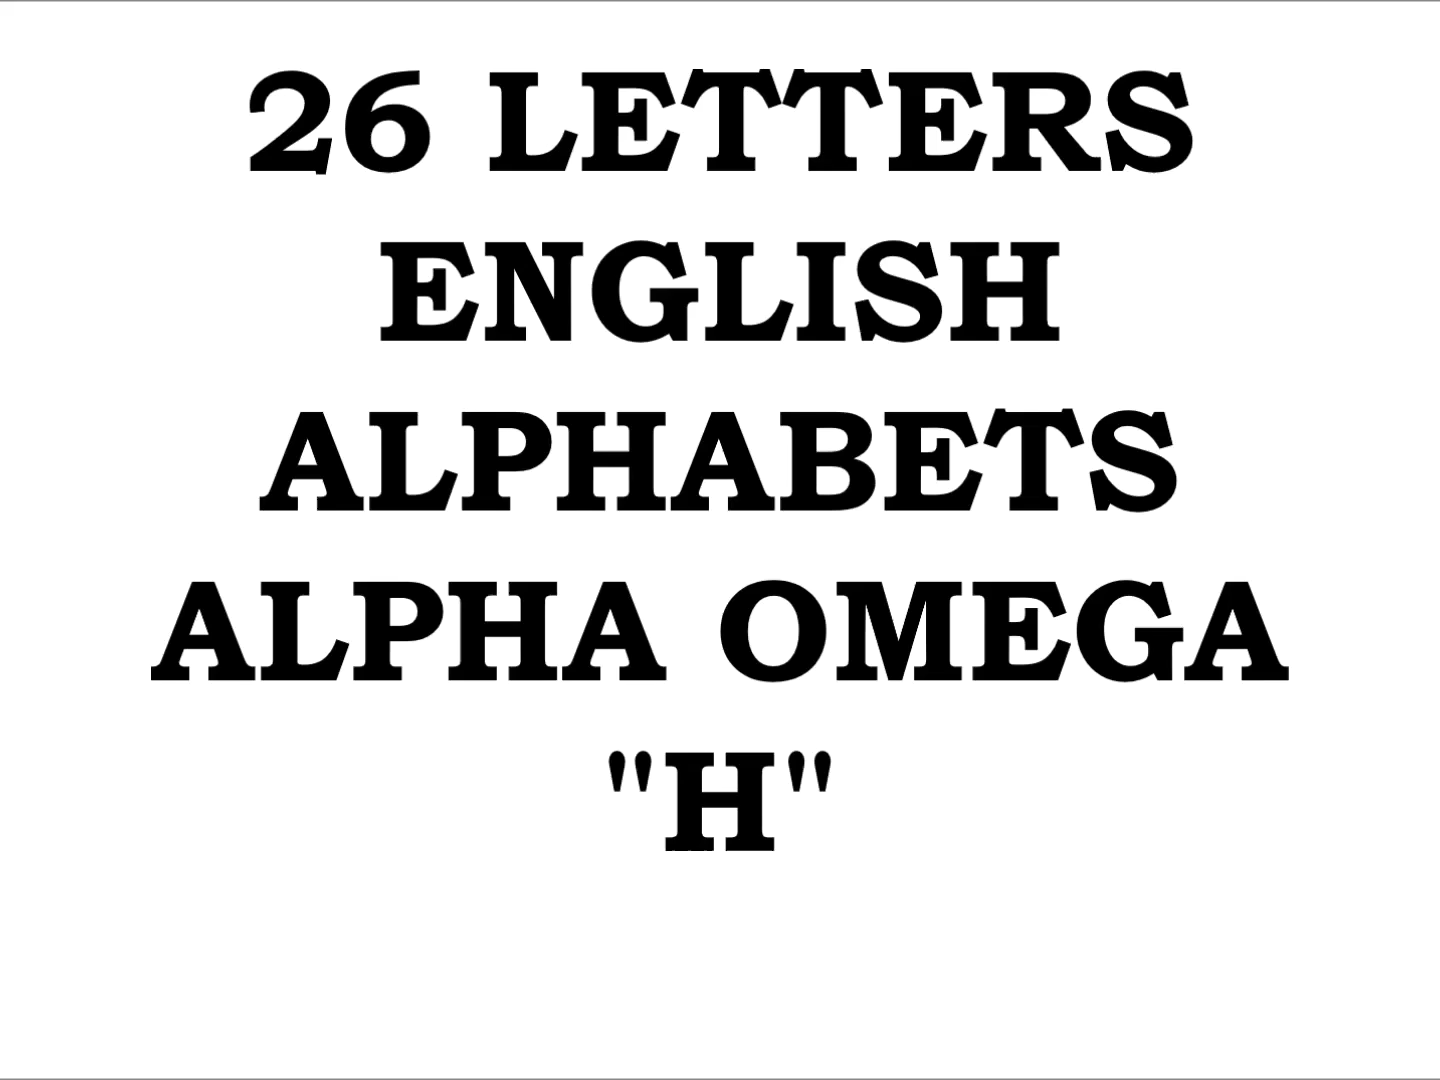 26 LETTERS
ENGLISH
ALPHABETS
ALPHA OMEGA
"H"